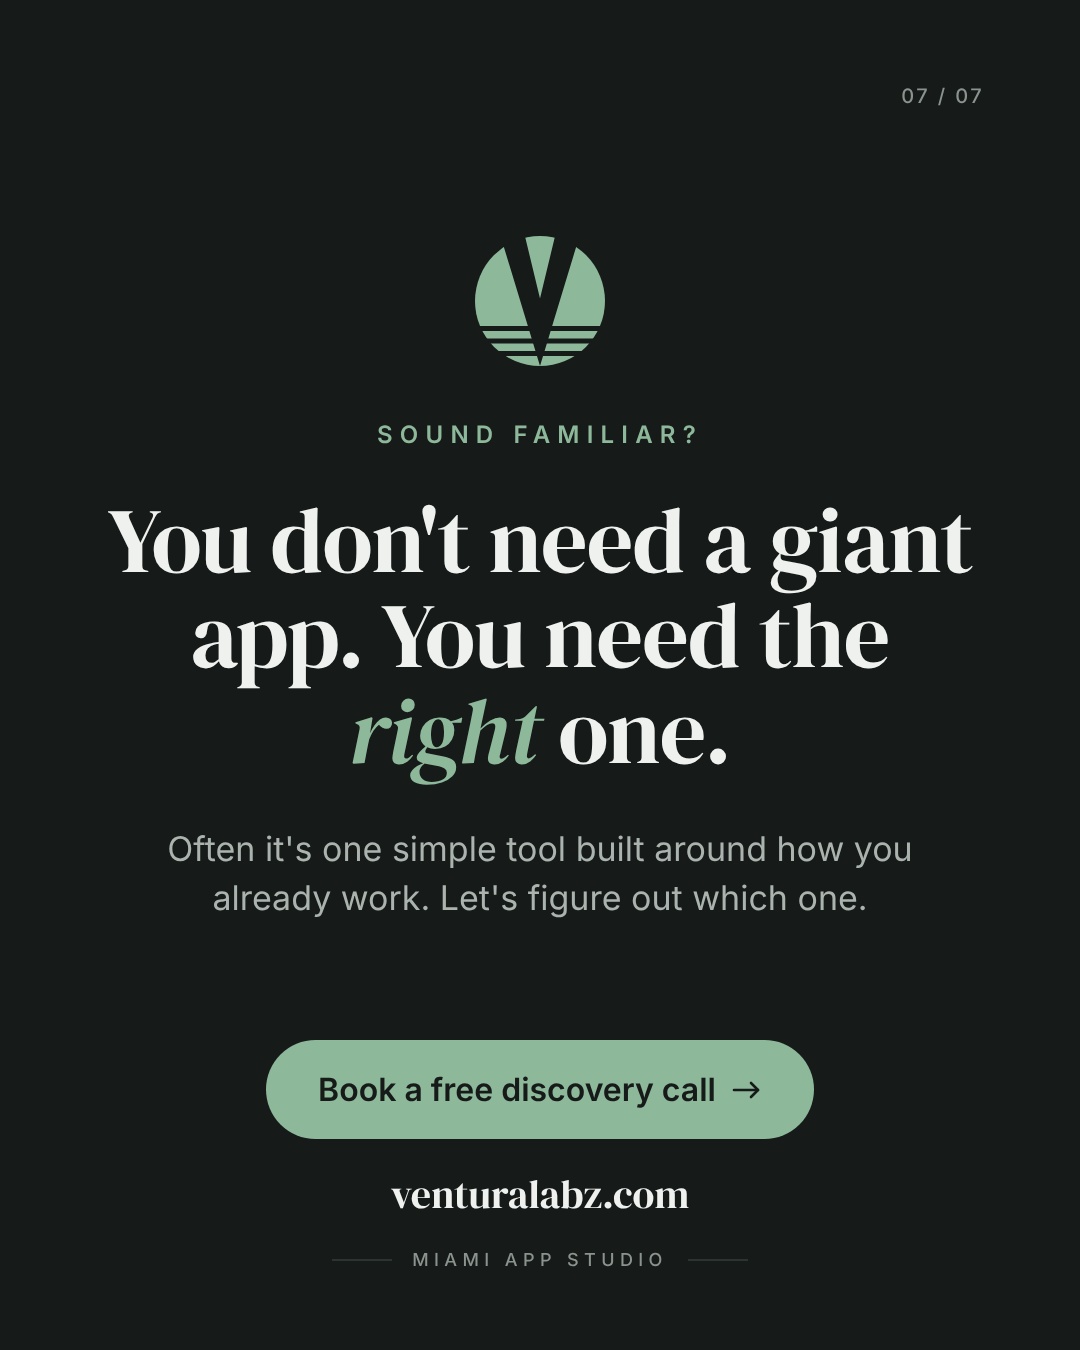 07 / 07
SOUND FAMILIAR?
You don't need a giant
app. You need the
right one.
Often it's one simple tool built around how you
already work. Let's figure out which one.
Book a free discovery call →
venturalabz.com
MIAMI APP STUDIO